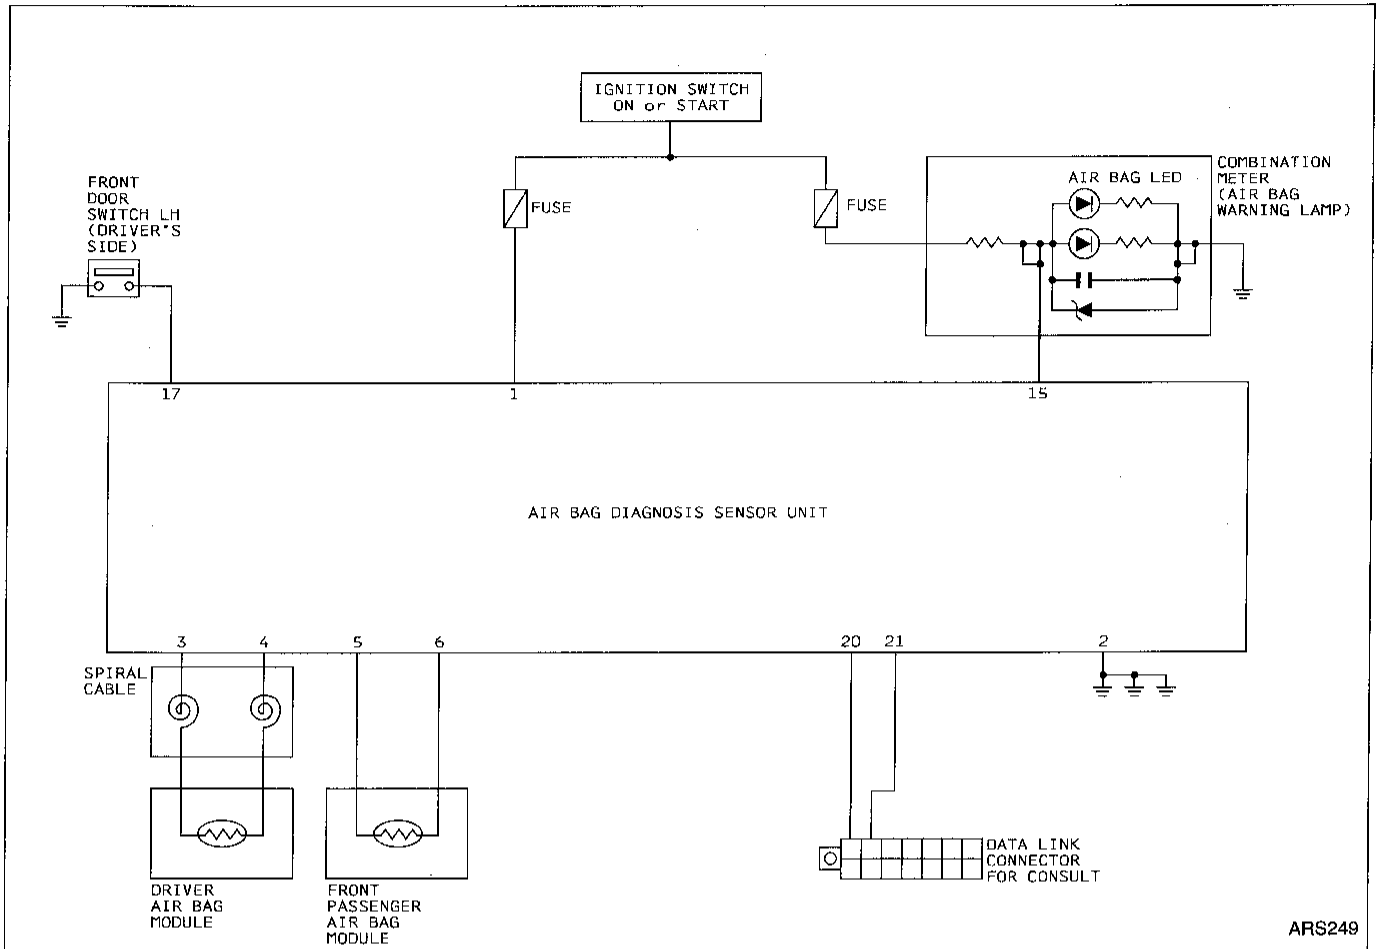 IGNITION SWITCH
ON or START
FRONT
DOOR
SWITCH LH
(DRIVER'S
SIDE)
FUSE
FUSE
AIR BAG LED
COMBINATION
METER
(AIR BAG
WARNING LAMP)
17
1
15
AIR BAG DIAGNOSIS SENSOR UNIT
3
4
5
6
20
21
2
SPIRAL
CABLE
DRIVER
AIR BAG
MODULE
FRONT
PASSENGER
AIR BAG
MODULE
DATA LINK
CONNECTOR
FOR CONSULT
ARS249